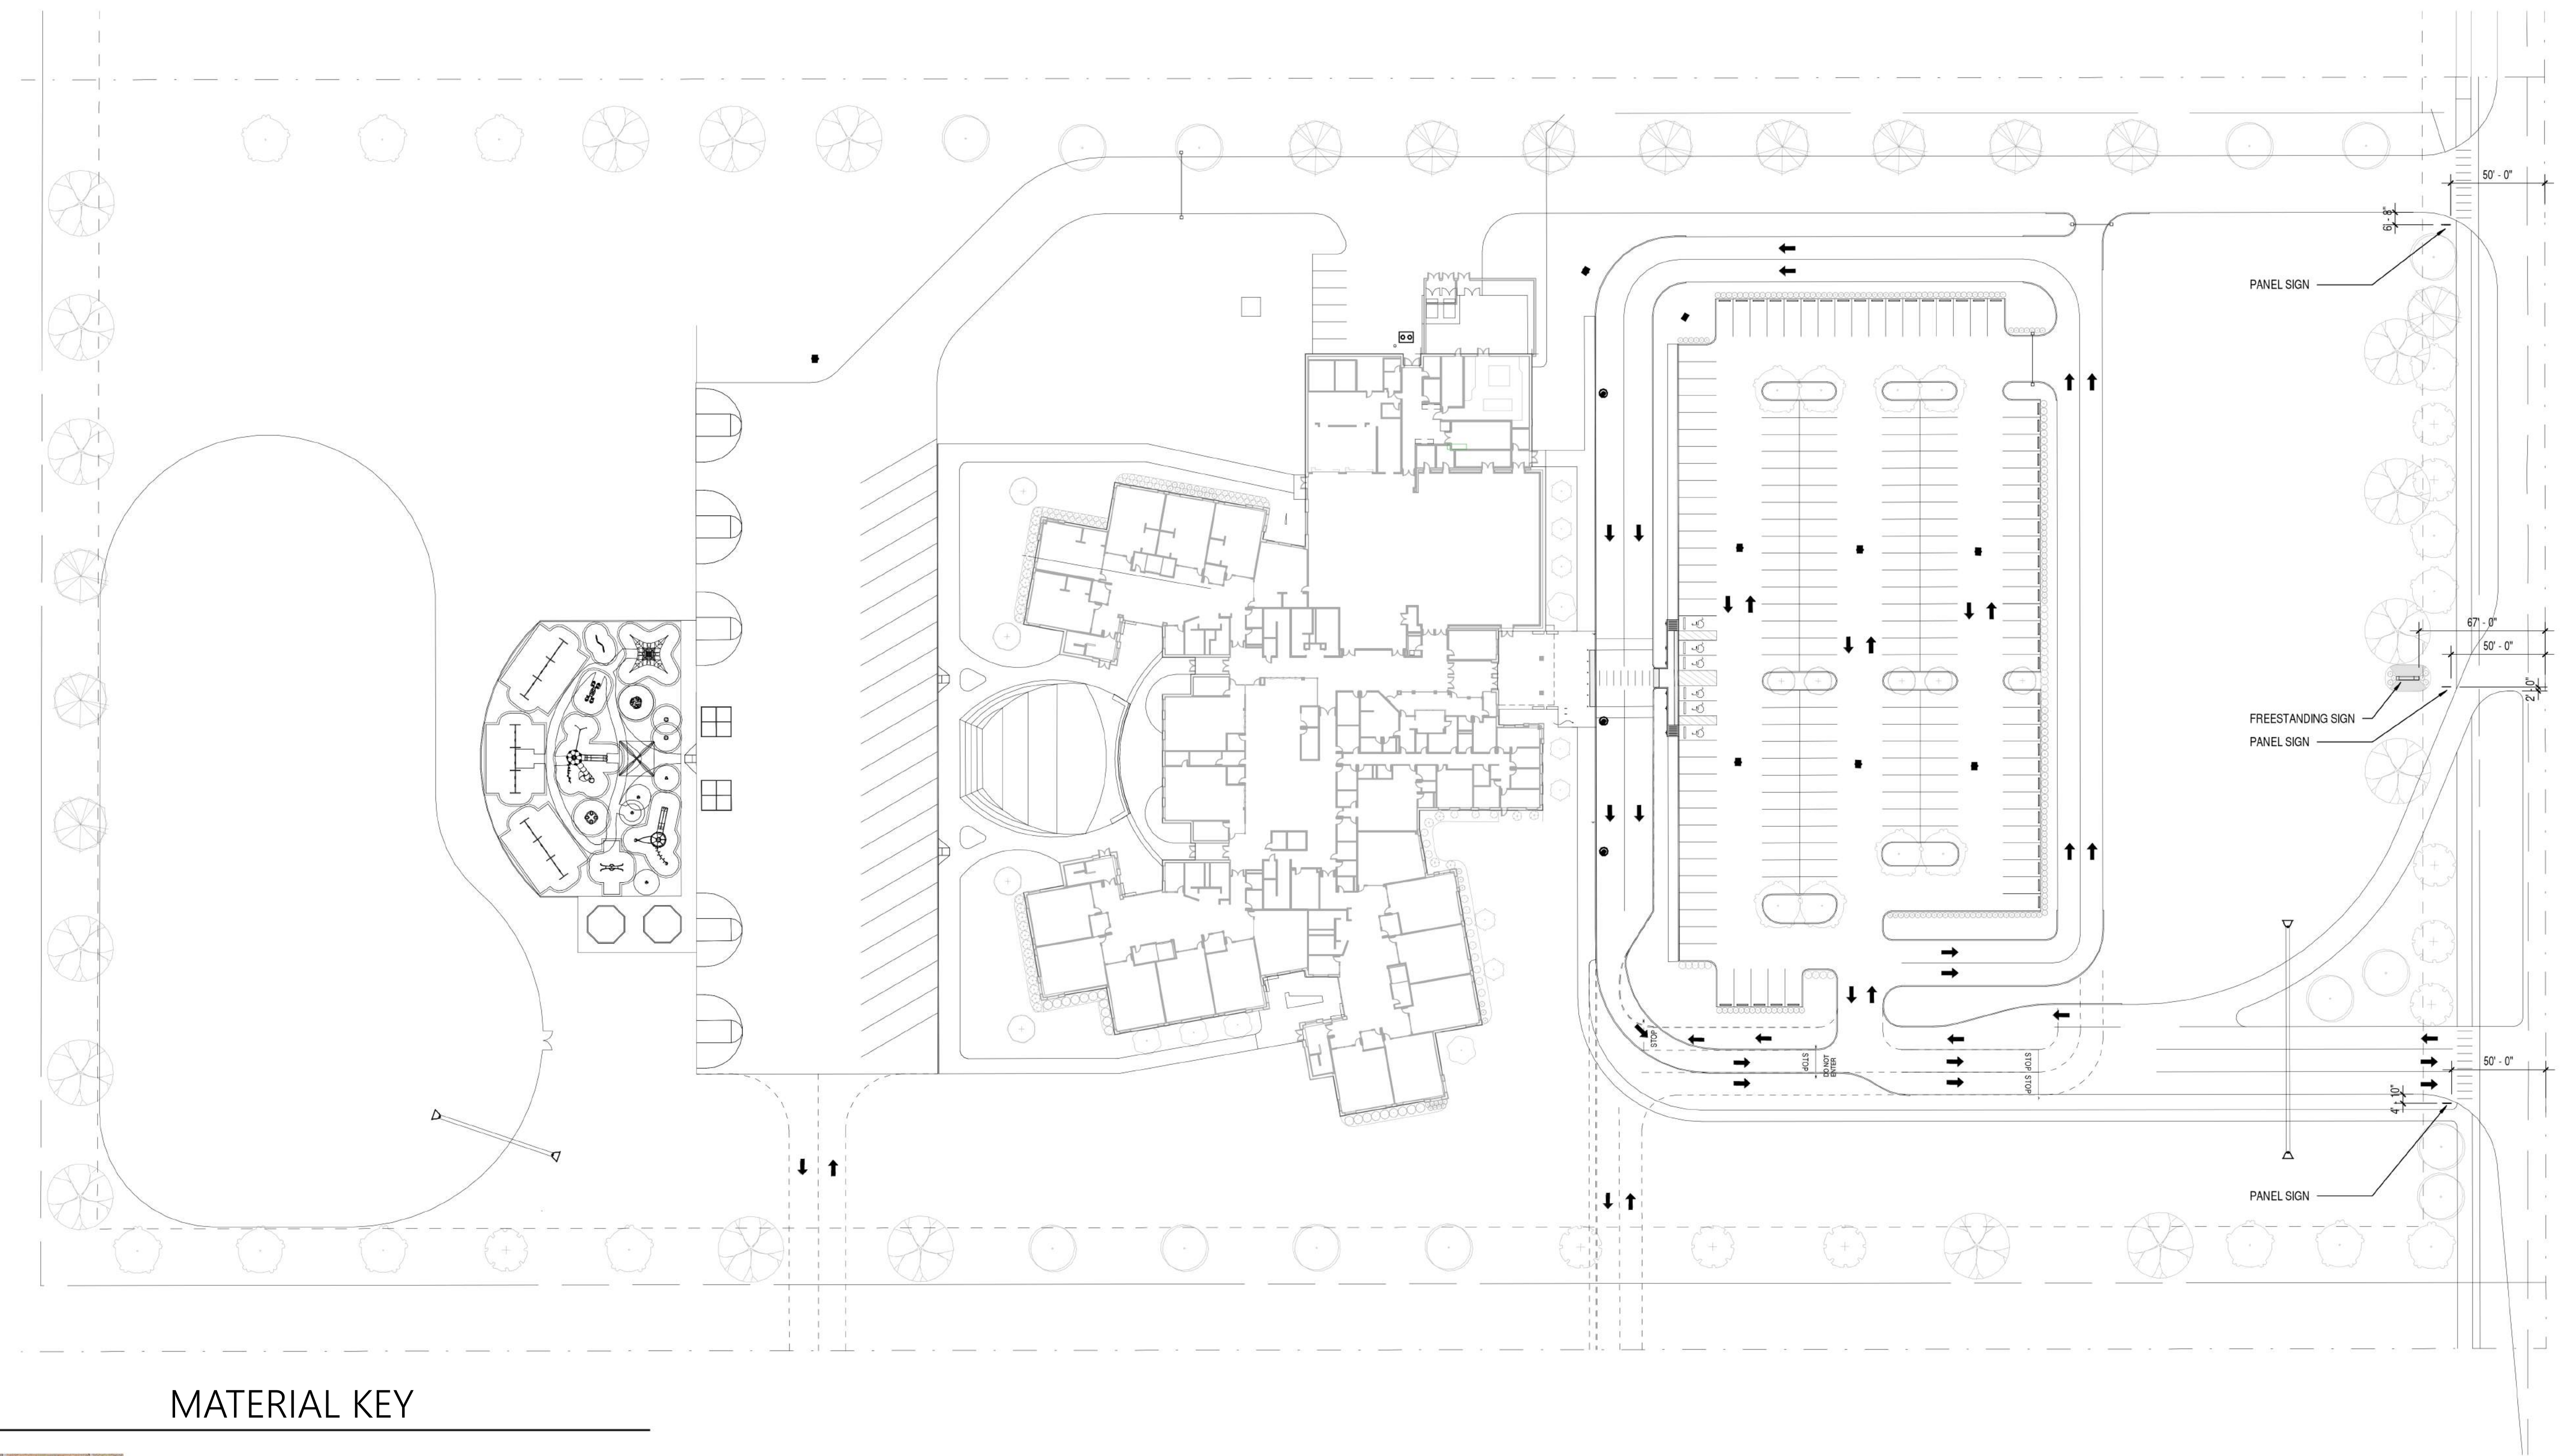 50' - 0"
6' - 8"
PANEL SIGN
67' - 0"
50' - 0"
2' - 0"
FREESTANDING SIGN
PANEL SIGN
STOP
STOP
DO NOT
ENTER
STOP STOP
50' - 0"
4' - 10"
PANEL SIGN
MATERIAL KEY